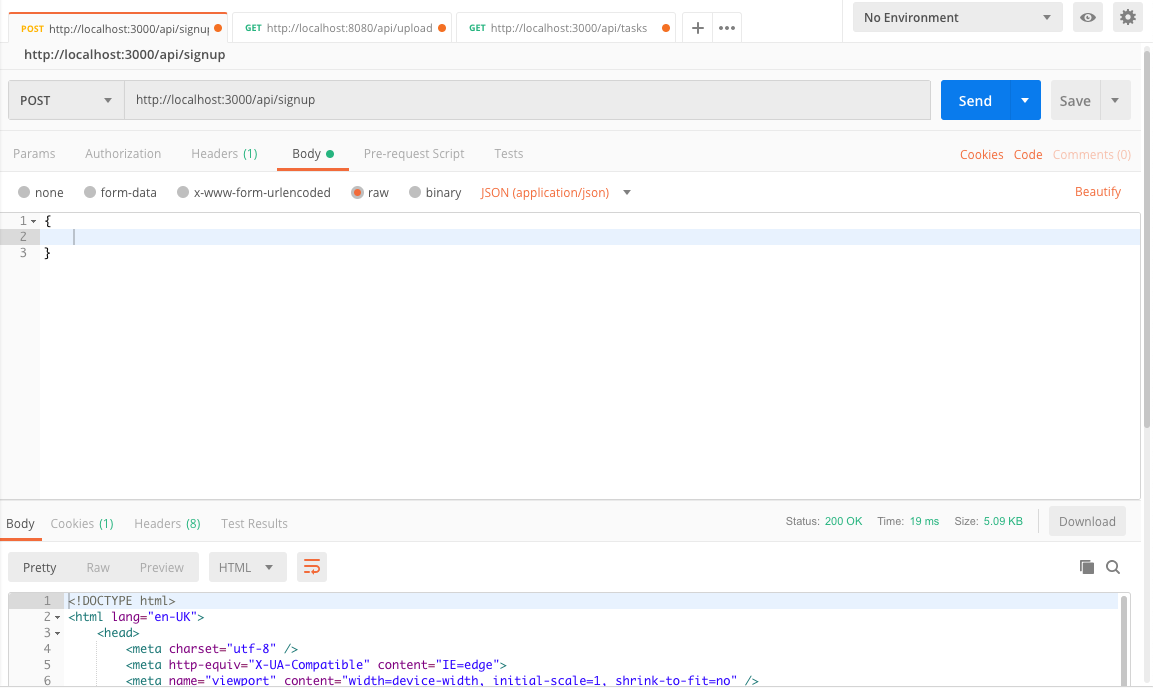 POST http://localhost:3000/api/signup GET http://localhost:8080/api/upload GET http://localhost:3000/api/tasks + ••• No Environment
http://localhost:3000/api/signup
POST http://localhost:3000/api/signup Send Save
Params Authorization Headers (1) Body Pre-request Script Tests Cookies Code Comments (0)
none form-data x-www-form-urlencoded raw binary JSON (application/json) Beautify
1 {
2
3 }
Body Cookies (1) Headers (8) Test Results Status: 200 OK Time: 19 ms Size: 5.09 KB Download
Pretty Raw Preview HTML
1 <!DOCTYPE html>
2 <html lang="en-UK">
3 <head>
4 <meta charset="utf-8" />
5 <meta http-equiv="X-UA-Compatible" content="IE=edge">
6 <meta name="viewport" content="width=device-width, initial-scale=1, shrink-to-fit=no" />